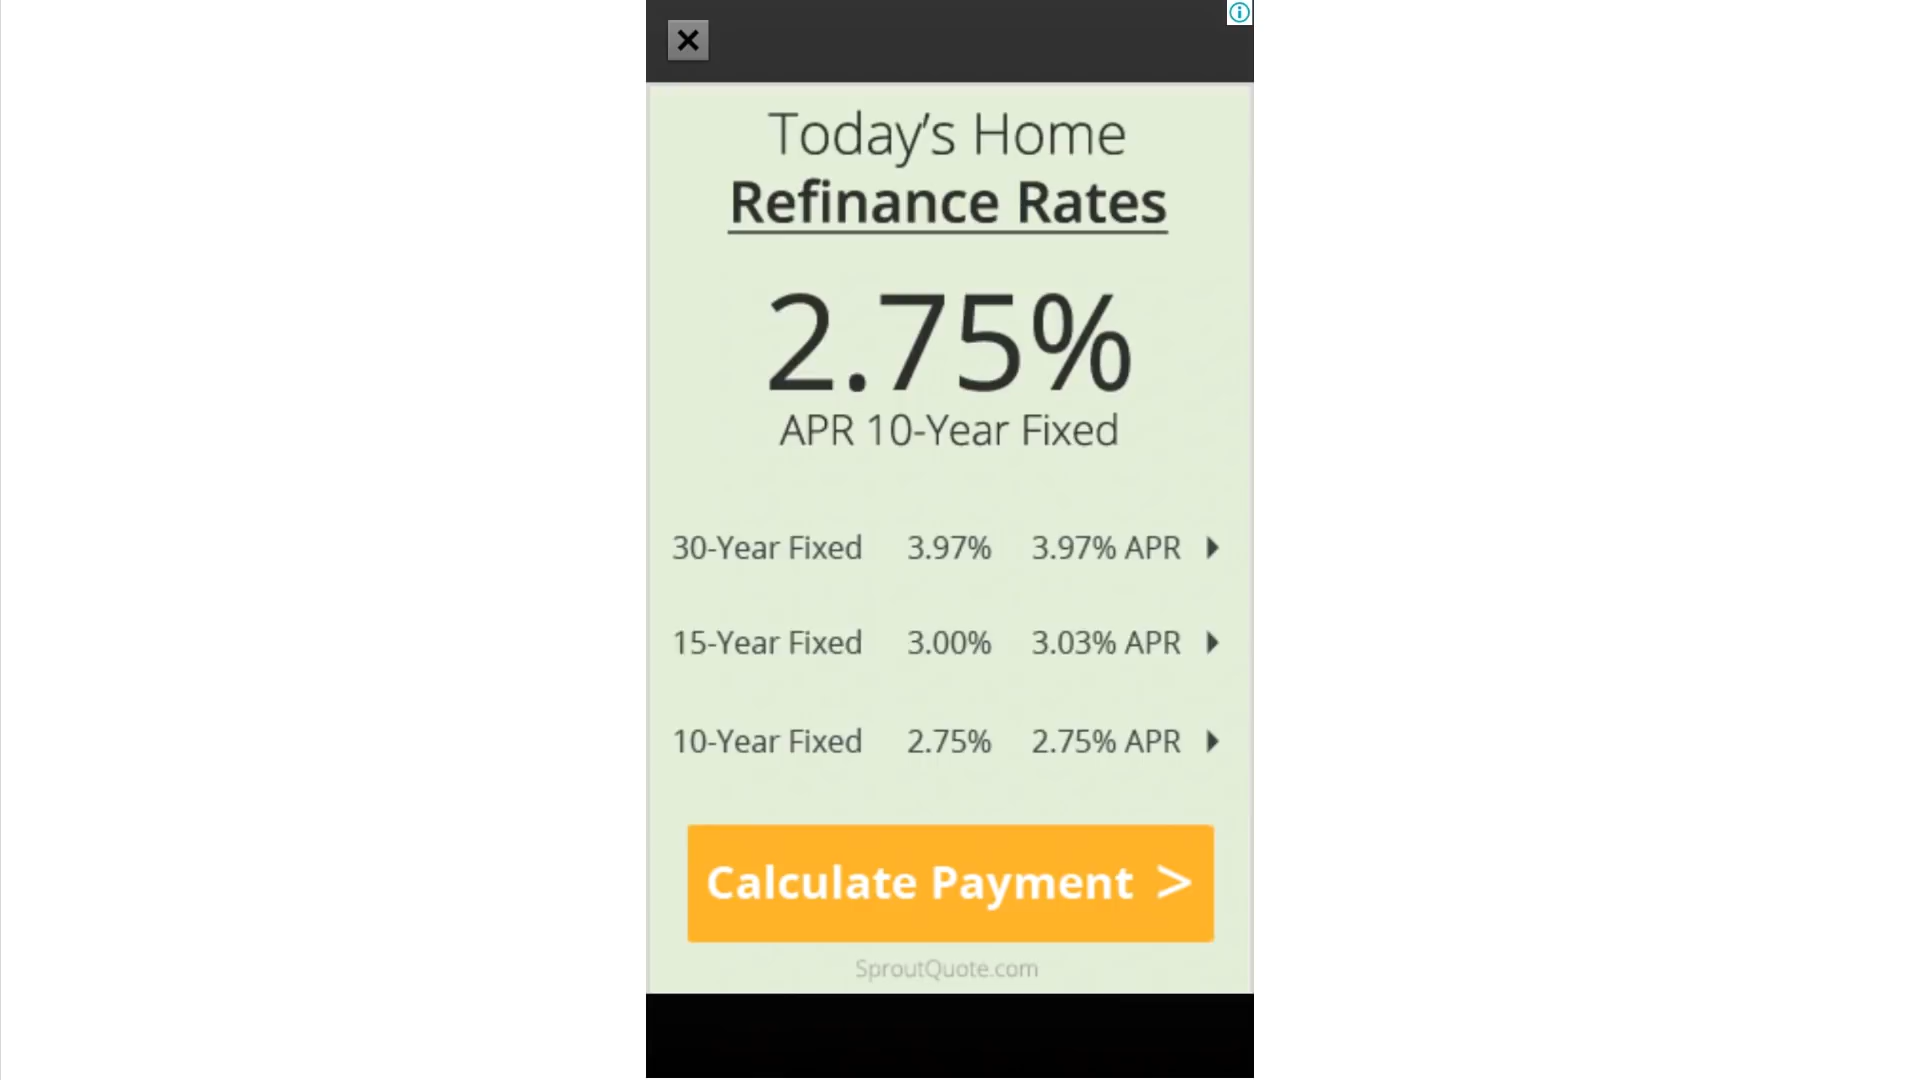 Today's Home
Refinance Rates
2.75%
APR 10-Year Fixed
30-Year Fixed 3.97% 3.97% APR
15-Year Fixed 3.00% 3.03% APR
10-Year Fixed 2.75% 2.75% APR
Calculate Payment >
SproutQuote.com